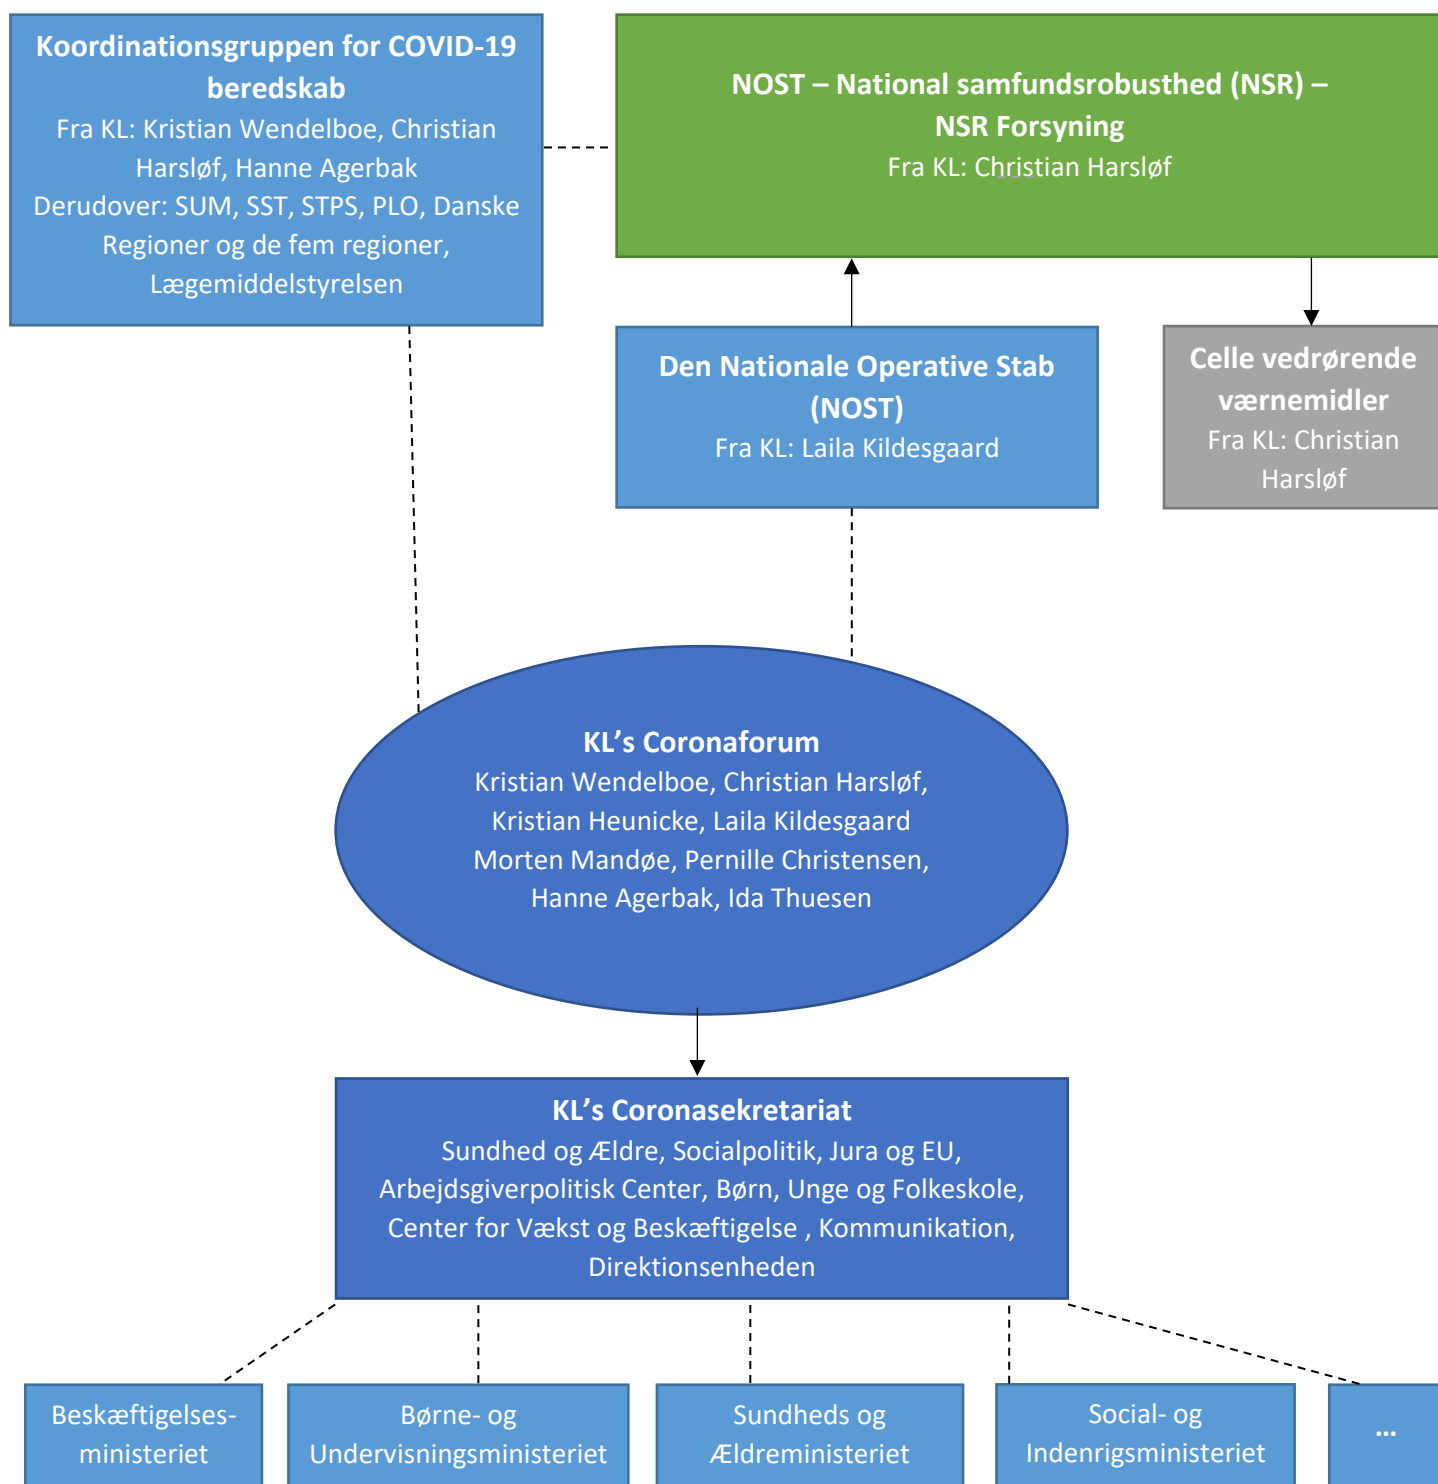 Koordinationsgruppen for COVID-19
beredskab
Fra KL: Kristian Wendelboe, Christian
Harsløf, Hanne Agerbak
Derudover: SUM, SST, STPS, PLO, Danske
Regioner og de fem regioner,
Lægemiddelstyrelsen
NOST – National samfundsrobusthed (NSR) –
NSR Forsyning
Fra KL: Christian Harsløf
Den Nationale Operative Stab
(NOST)
Fra KL: Laila Kildesgaard
Celle vedrørende
værnemidler
Fra KL: Christian
Harsløf
KL’s Coronaforum
Kristian Wendelboe, Christian Harsløf,
Kristian Heunicke, Laila Kildesgaard
Morten Mandøe, Pernille Christensen,
Hanne Agerbak, Ida Thuesen
KL’s Coronasekretariat
Sundhed og Ældre, Socialpolitik, Jura og EU,
Arbejdsgiverpolitisk Center, Børn, Unge og Folkeskole,
Center for Vækst og Beskæftigelse , Kommunikation,
Direktionsenheden
Beskæftigelses-
ministeriet
Børne- og
Undervisningsministeriet
Sundheds og
Ældreministeriet
Social- og
Indenrigsministeriet
...